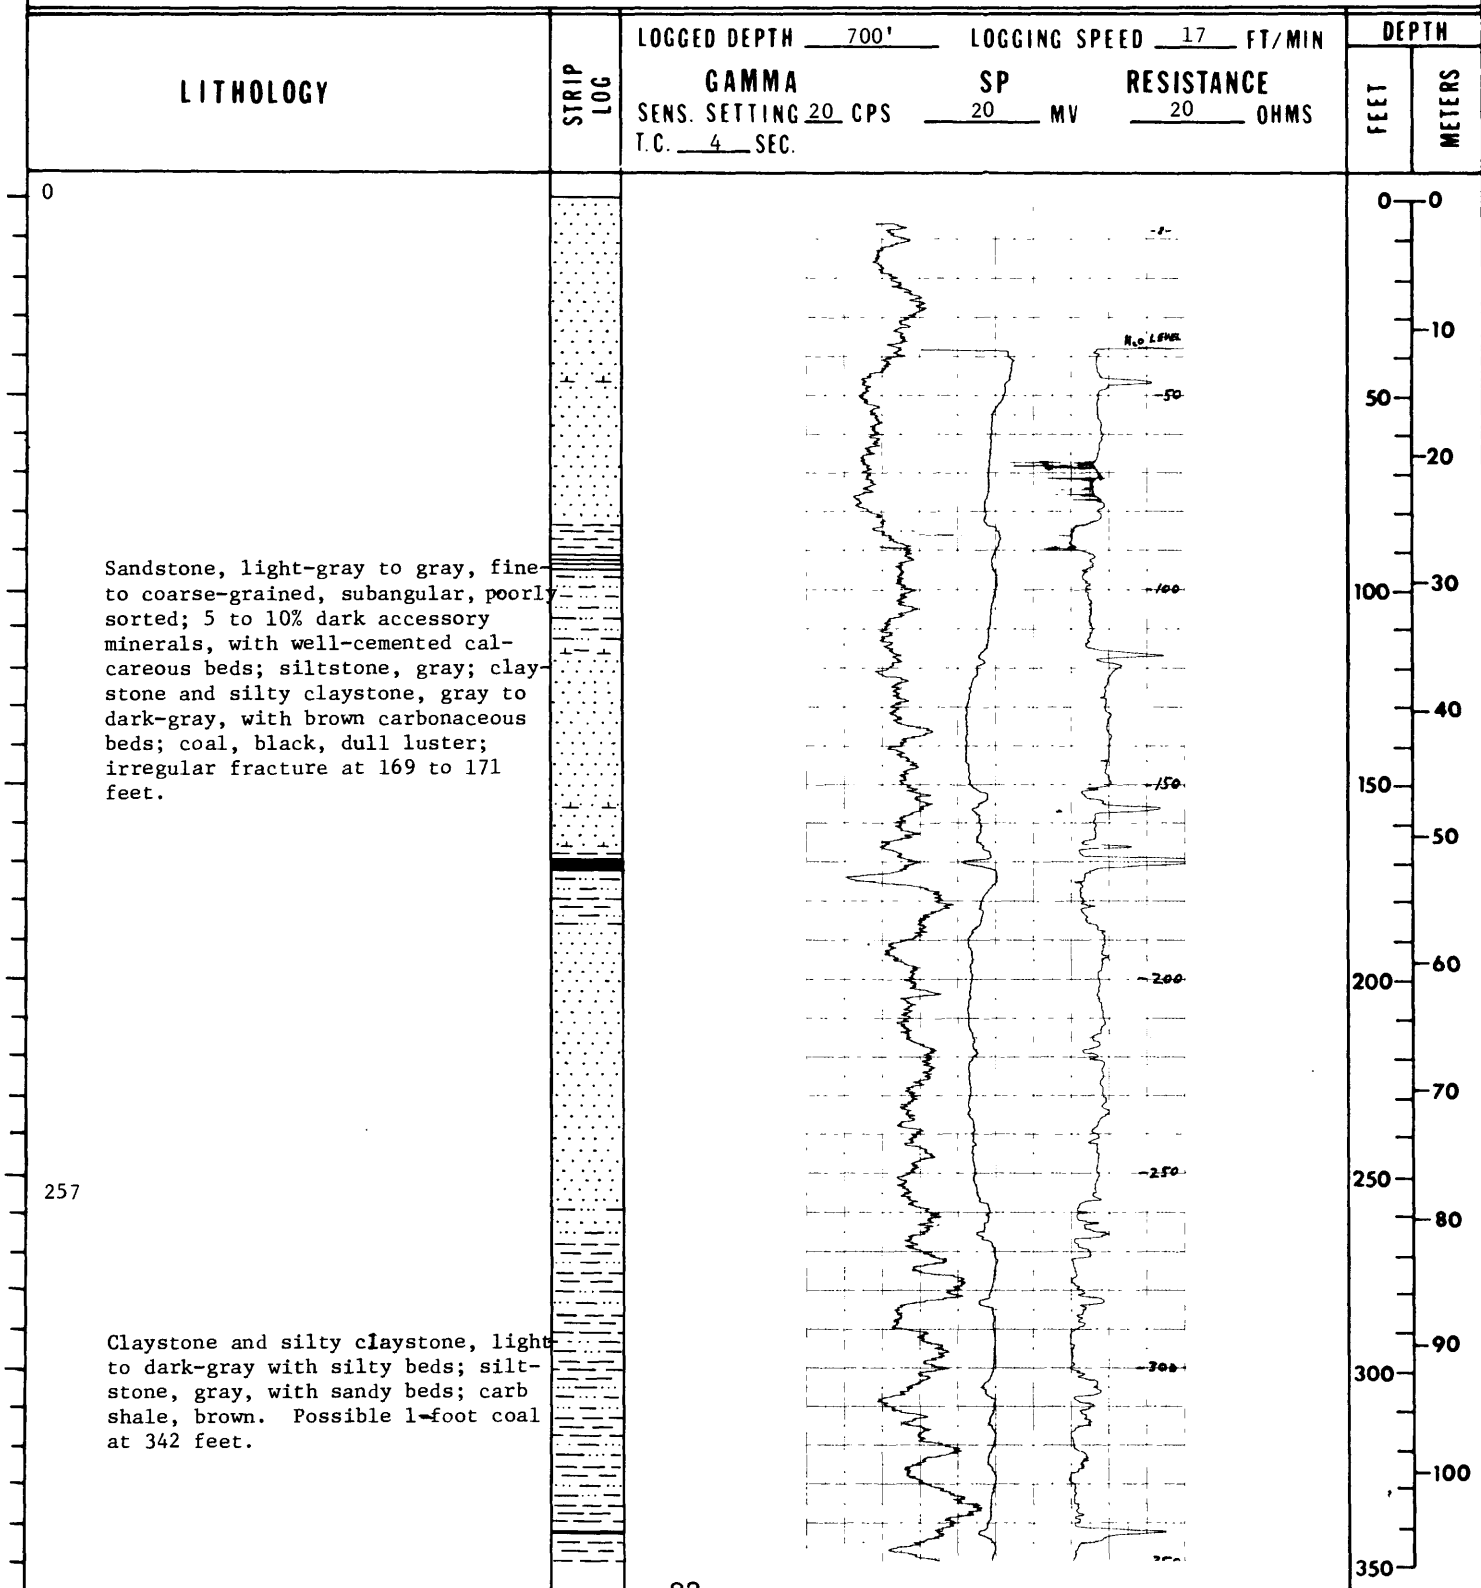 LOGGED DEPTH 700' LOGGING SPEED 17 FT/MIN
DEPTH
LITHOLOGY
STRIP LOG
GAMMA SP RESISTANCE
SENS. SETTING 20 CPS 20 MV 20 OHMS
T.C. 4 SEC.
FEET
METERS
0
Sandstone, light-gray to gray, fine-
to coarse-grained, subangular, poorly
sorted; 5 to 10% dark accessory
minerals, with well-cemented cal-
careous beds; siltstone, gray; clay-
stone and silty claystone, gray to
dark-gray, with brown carbonaceous
beds; coal, black, dull luster;
irregular fracture at 169 to 171
feet.
257
Claystone and silty claystone, light-
to dark-gray with silty beds; silt-
stone, gray, with sandy beds; carb
shale, brown. Possible 1-foot coal
at 342 feet.
H₂O LEVEL
-50
-100
-150
-200
-250
-300
0
50
100
150
200
250
300
350
0
10
20
30
40
50
60
70
80
90
100